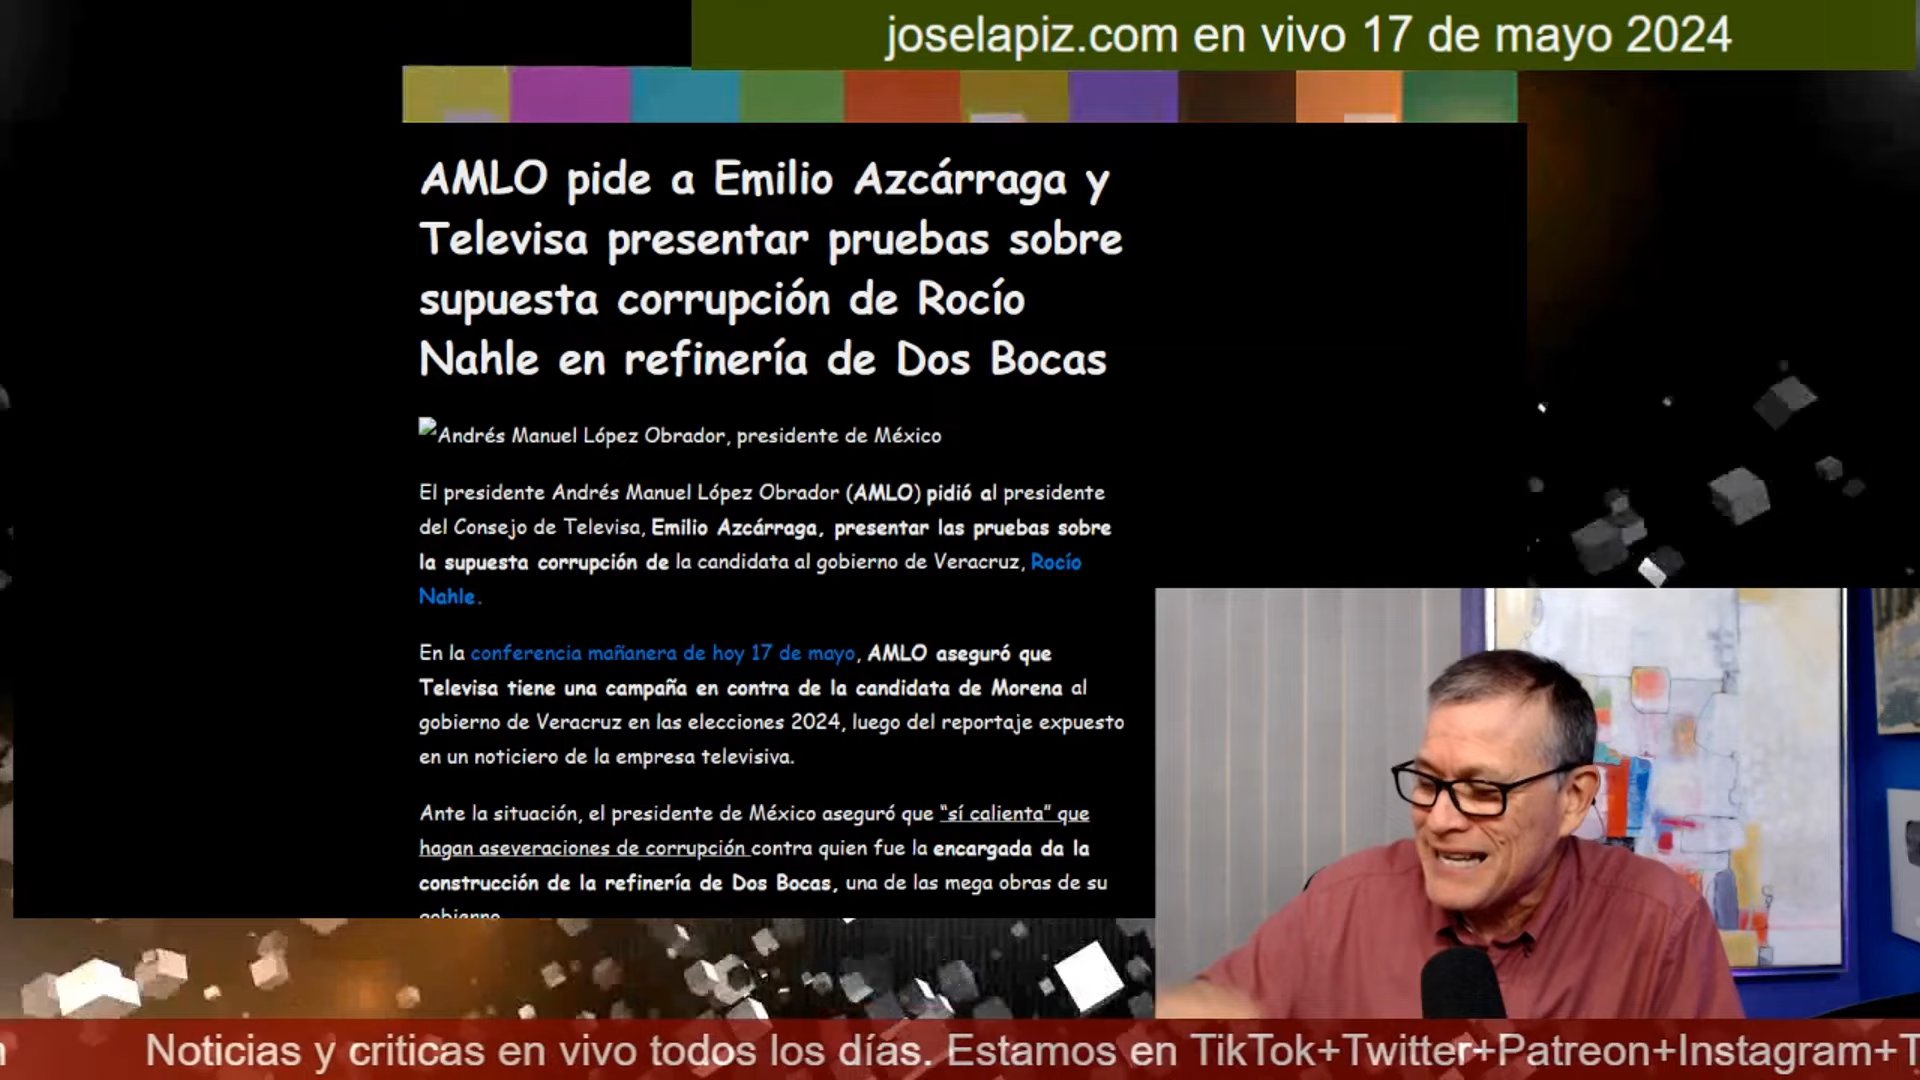 joselapiz.com en vivo 17 de mayo 2024
AMLO pide a Emilio Azcárraga y
Televisa presentar pruebas sobre
supuesta corrupción de Rocío
Nahle en refinería de Dos Bocas
Andrés Manuel López Obrador, presidente de México
El presidente Andrés Manuel López Obrador (AMLO) pidió al presidente
del Consejo de Televisa, Emilio Azcárraga, presentar las pruebas sobre
la supuesta corrupción de la candidata al gobierno de Veracruz, Rocío
Nahle.
En la conferencia mañanera de hoy 17 de mayo, AMLO aseguró que
Televisa tiene una campaña en contra de la candidata de Morena al
gobierno de Veracruz en las elecciones 2024, luego del reportaje expuesto
en un noticiero de la empresa televisiva.
Ante la situación, el presidente de México aseguró que “sí calienta” que
hagan aseveraciones de corrupción contra quien fue la encargada da la
construcción de la refinería de Dos Bocas, una de las mega obras de su
gobierno
Noticias y criticas en vivo todos los días. Estamos en TikTok+Twitter+Patreon+Instagram+T